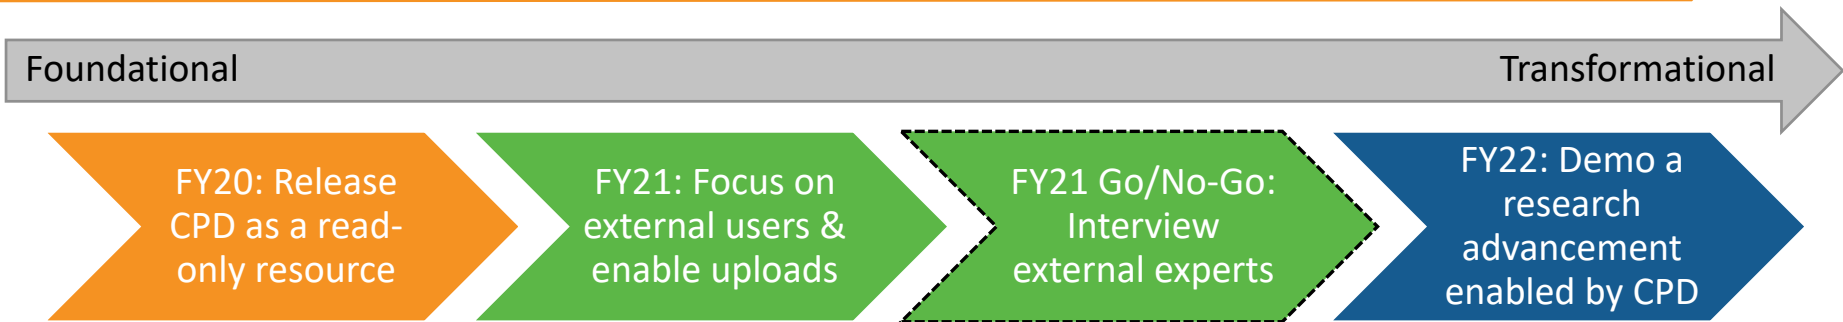 Foundational
Transformational
FY20: Release
CPD as a read-
only resource
FY21: Focus on
external users &
enable uploads
FY21 Go/No-Go:
Interview
external experts
FY22: Demo a
research
advancement
enabled by CPD